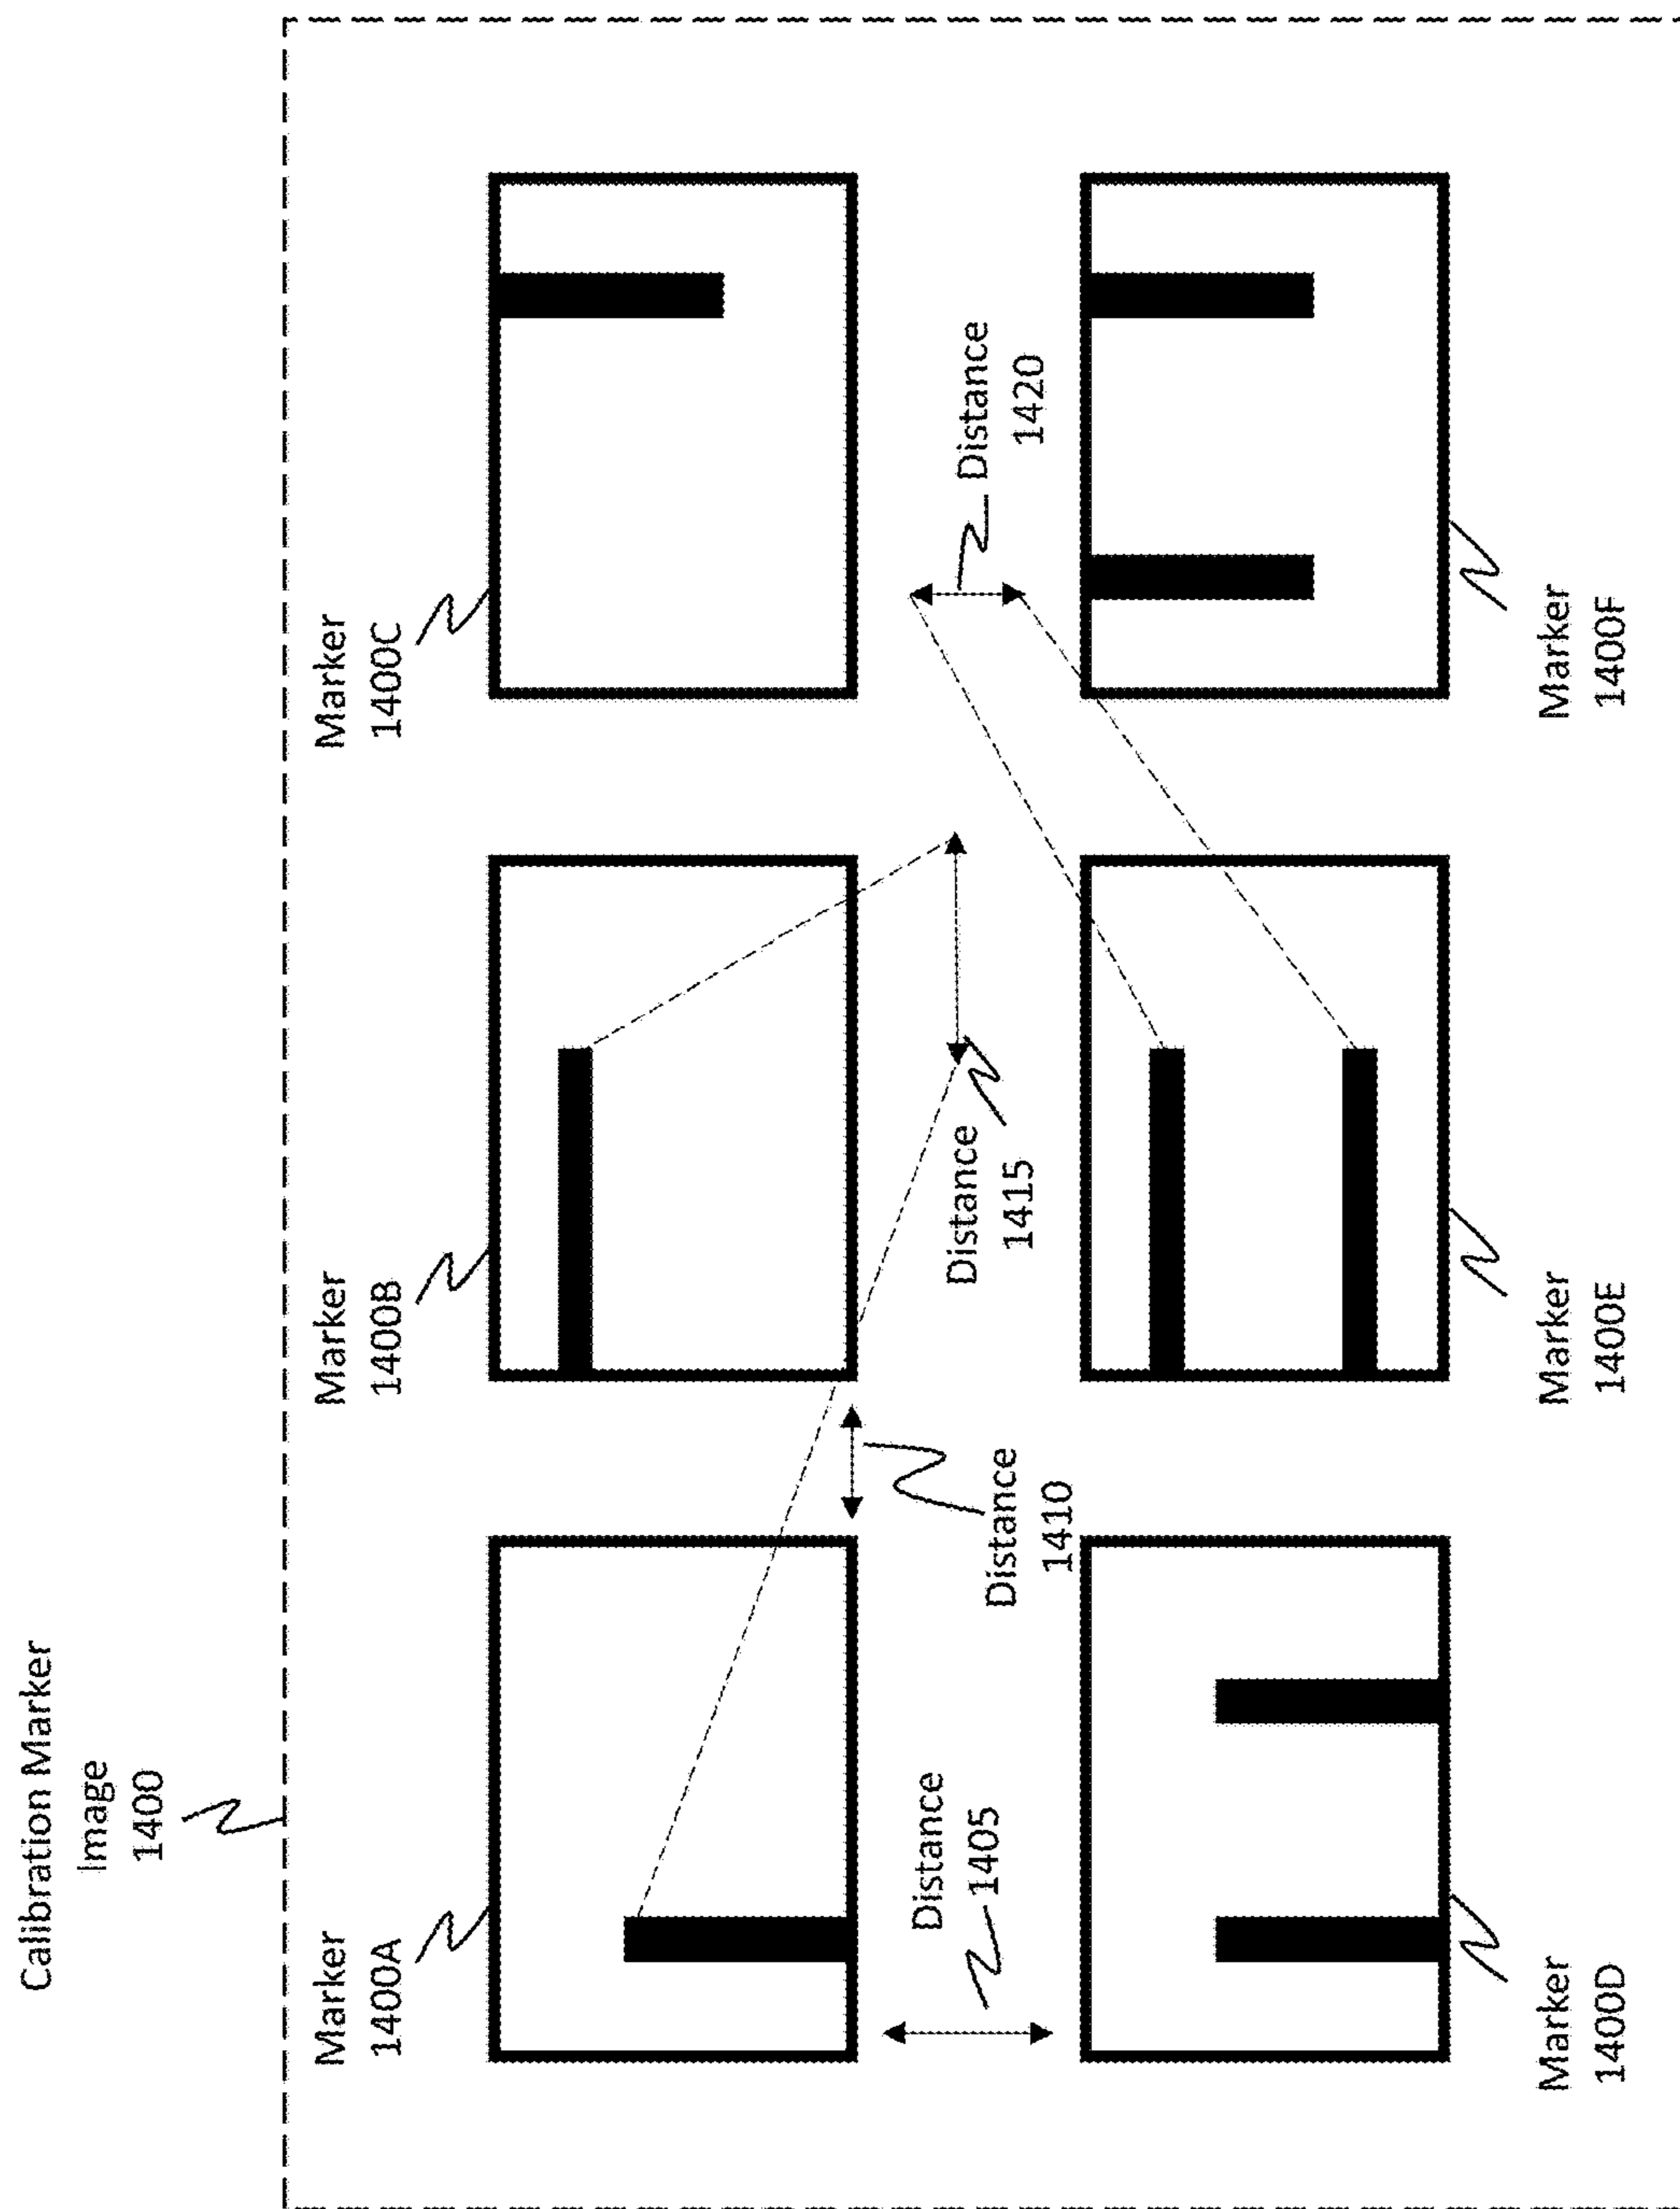 Calibration Marker
Image
1400
Marker
1400A
Marker
1400B
Marker
1400C
Distance
1405
Distance
1410
Distance
1415
Distance
1420
Marker
1400D
Marker
1400E
Marker
1400F